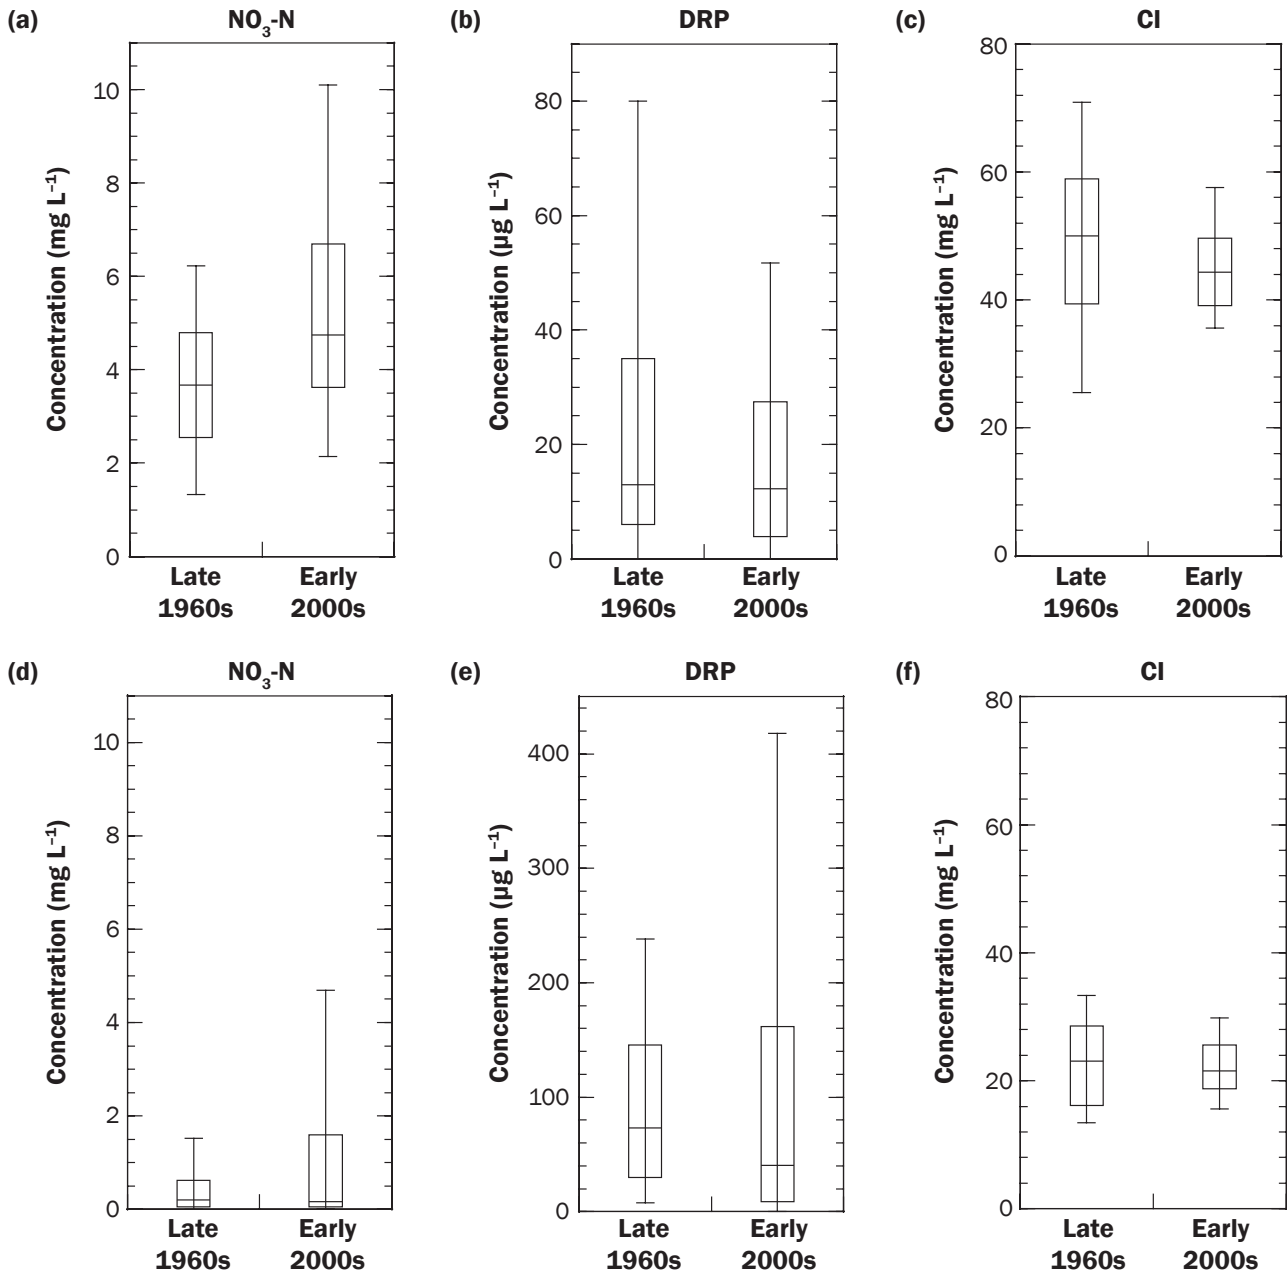 (a) NO₃-N
Concentration (mg L⁻¹)
10
8
6
4
2
0
Late 1960s
Early 2000s
(b) DRP
Concentration (µg L⁻¹)
80
60
40
20
0
Late 1960s
Early 2000s
(c) Cl
Concentration (mg L⁻¹)
80
60
40
20
0
Late 1960s
Early 2000s
(d) NO₃-N
Concentration (mg L⁻¹)
10
8
6
4
2
0
Late 1960s
Early 2000s
(e) DRP
Concentration (µg L⁻¹)
400
300
200
100
0
Late 1960s
Early 2000s
(f) Cl
Concentration (mg L⁻¹)
80
60
40
20
0
Late 1960s
Early 2000s